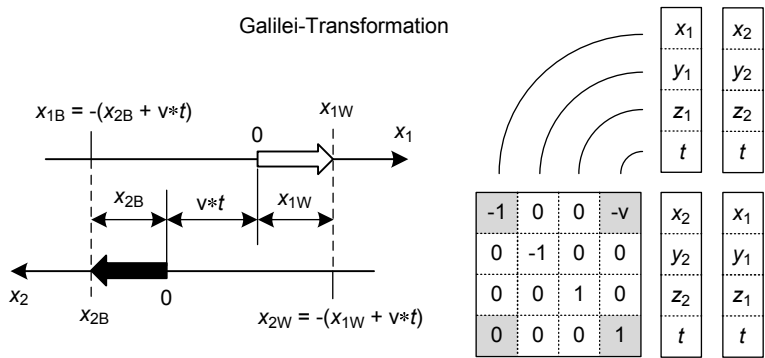 Galilei-Transformation
x1B = -(x2B + v*t)
x1W
0
x1
x2B
v*t
x1W
x2
x2B
0
x2W = -(x1W + v*t)
x1 x2
y1 y2
z1 z2
t t
-1 0 0 -v x2 x1
0 -1 0 0 y2 y1
0 0 1 0 z2 z1
0 0 0 1 t t